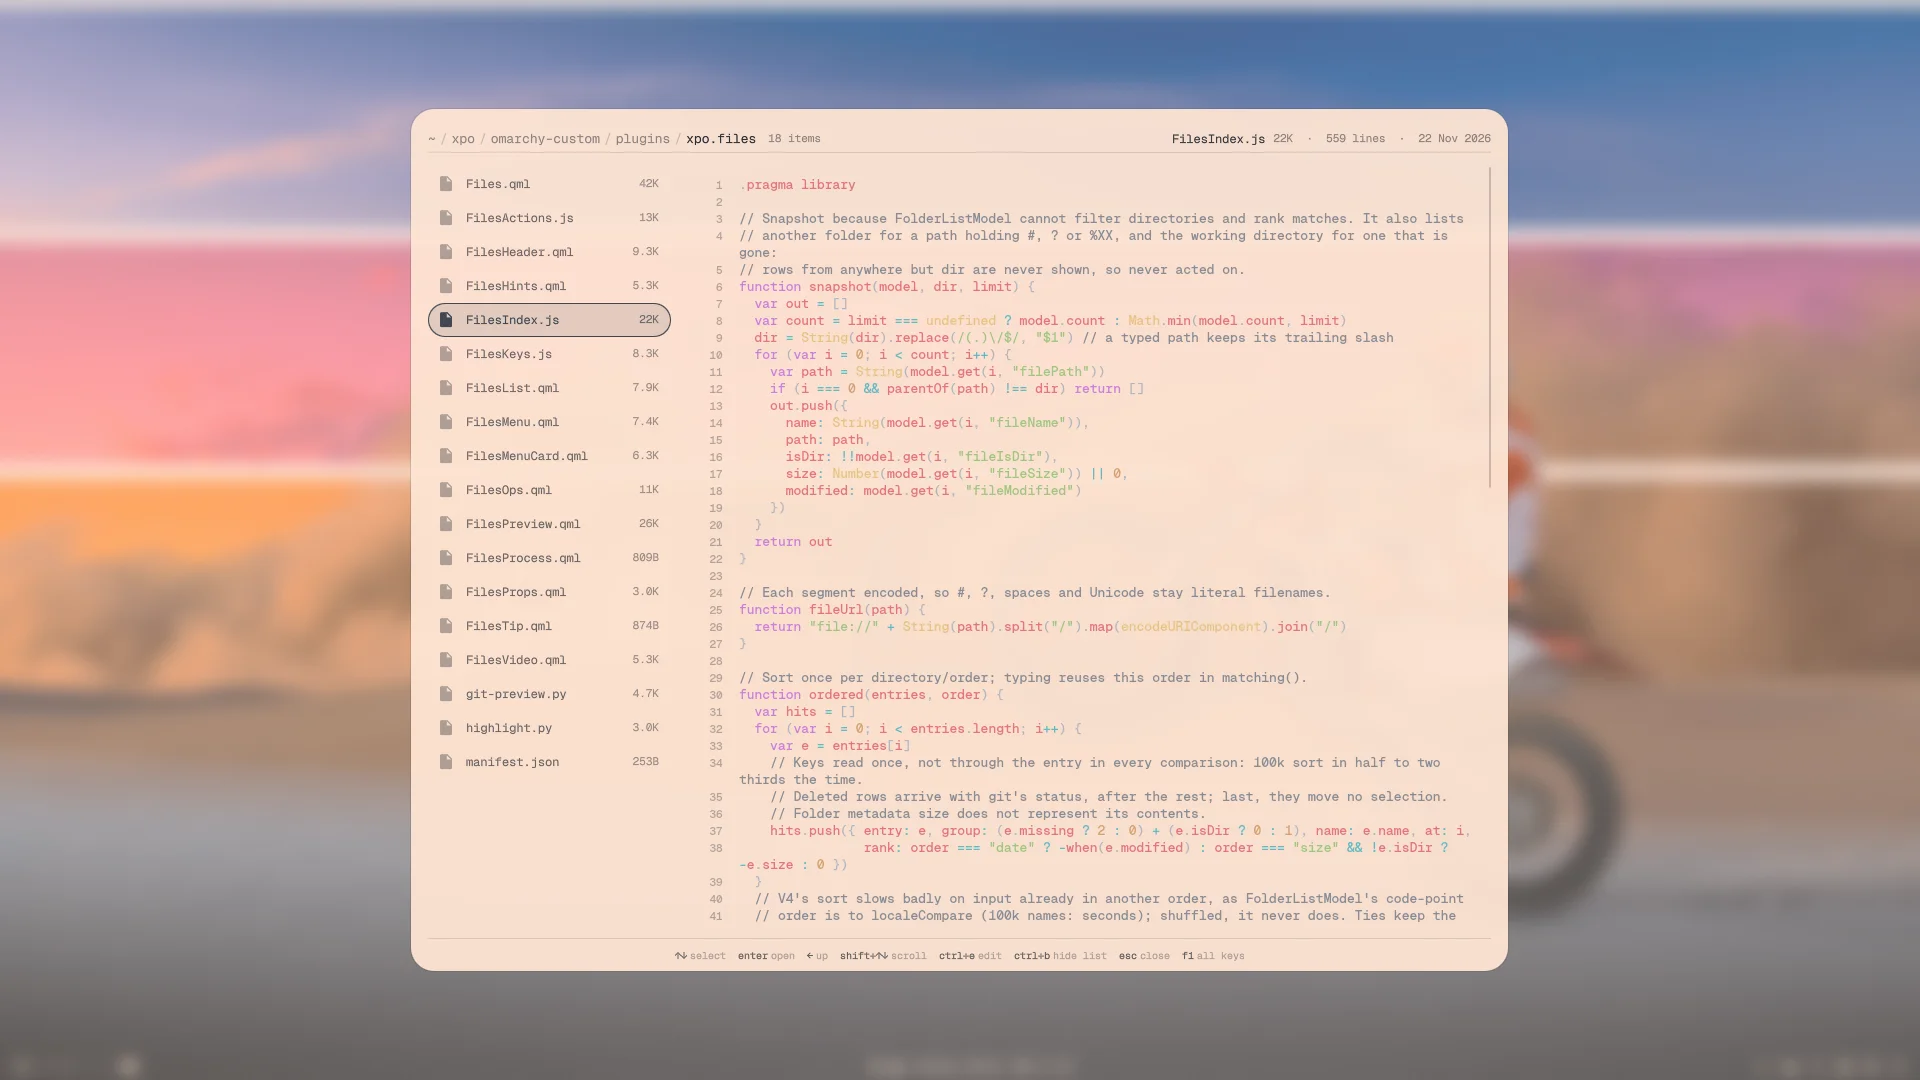 ~ / xpo / omarchy-custom / plugins / xpo.files 18 items
FilesIndex.js 22K · 559 lines · 22 Nov 2026
Files.qml 42K
FilesActions.js 13K
FilesHeader.qml 9.3K
FilesHints.qml 5.3K
FilesIndex.js 22K
FilesKeys.js 8.3K
FilesList.qml 7.9K
FilesMenu.qml 7.4K
FilesMenuCard.qml 6.3K
FilesOps.qml 11K
FilesPreview.qml 26K
FilesProcess.qml 809B
FilesProps.qml 3.0K
FilesTip.qml 874B
FilesVideo.qml 5.3K
git-preview.py 4.7K
highlight.py 3.0K
manifest.json 253B
1 .pragma library
2
3 // Snapshot because FolderListModel cannot filter directories and rank matches. It also lists
4 // another folder for a path holding #, ? or %XX, and the working directory for one that is
gone:
5 // rows from anywhere but dir are never shown, so never acted on.
6 function snapshot(model, dir, limit) {
7   var out = []
8   var count = limit === undefined ? model.count : Math.min(model.count, limit)
9   dir = String(dir).replace(/(.)\/$/, "$1") // a typed path keeps its trailing slash
10   for (var i = 0; i < count; i++) {
11     var path = String(model.get(i, "filePath"))
12     if (i === 0 && parentOf(path) !== dir) return []
13     out.push({
14       name: String(model.get(i, "fileName")),
15       path: path,
16       isDir: !!model.get(i, "fileIsDir"),
17       size: Number(model.get(i, "fileSize")) || 0,
18       modified: model.get(i, "fileModified")
19     })
20   }
21   return out
22 }
23
24 // Each segment encoded, so #, ?, spaces and Unicode stay literal filenames.
25 function fileUrl(path) {
26   return "file://" + String(path).split("/").map(encodeURIComponent).join("/")
27 }
28
29 // Sort once per directory/order; typing reuses this order in matching().
30 function ordered(entries, order) {
31   var hits = []
32   for (var i = 0; i < entries.length; i++) {
33     var e = entries[i]
34     // Keys read once, not through the entry in every comparison: 100k sort in half to two
thirds the time.
35     // Deleted rows arrive with git's status, after the rest; last, they move no selection.
36     // Folder metadata size does not represent its contents.
37     hits.push({ entry: e, group: (e.missing ? 2 : 0) + (e.isDir ? 0 : 1), name: e.name, at: i,
38                 rank: order === "date" ? -when(e.modified) : order === "size" && !e.isDir ?
-e.size : 0 })
39   }
40   // V4's sort slows badly on input already in another order, as FolderListModel's code-point
41   // order is to localeCompare (100k names: seconds); shuffled, it never does. Ties keep the
↑↓ select enter open ← up shift+↑↓ scroll ctrl+e edit ctrl+b hide list esc close f1 all keys